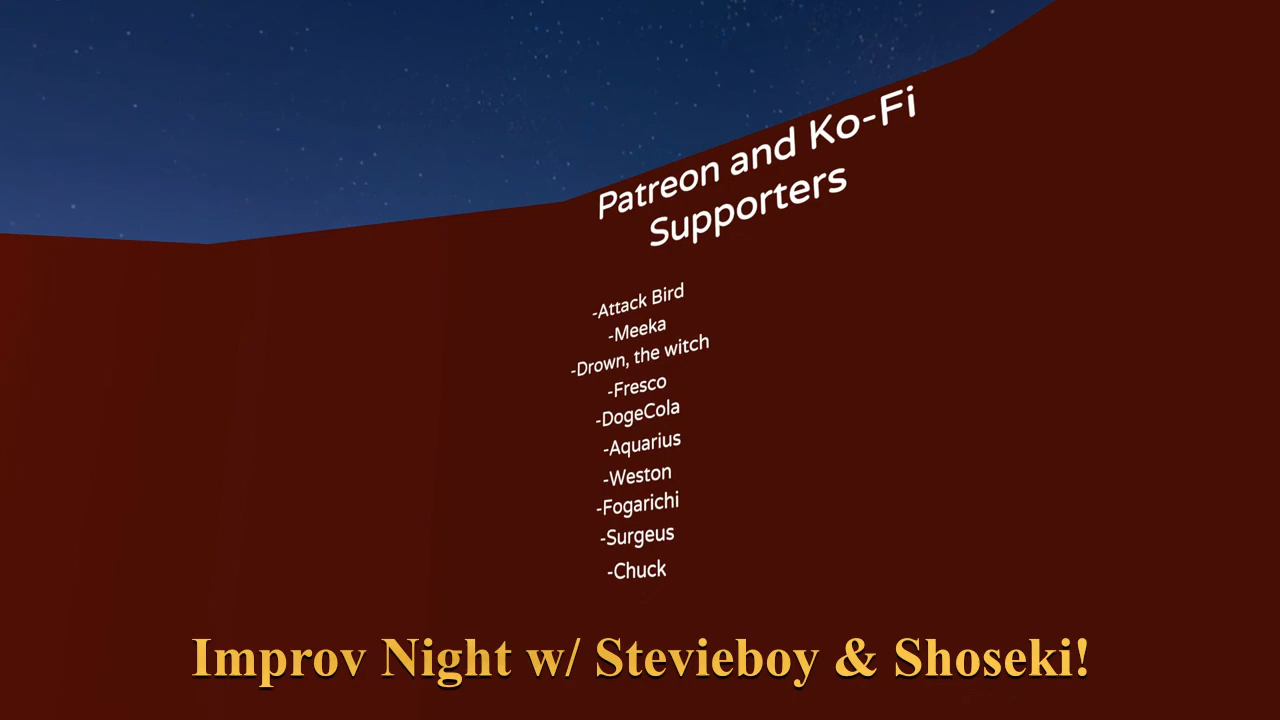 Patreon and Ko-Fi
Supporters
-Attack Bird
-Meeka
-Drown, the witch
-Fresco
-DogeCola
-Aquarius
-Weston
-Fogarichi
-Surgeus
-Chuck
Improv Night w/ Stevieboy & Shoseki!